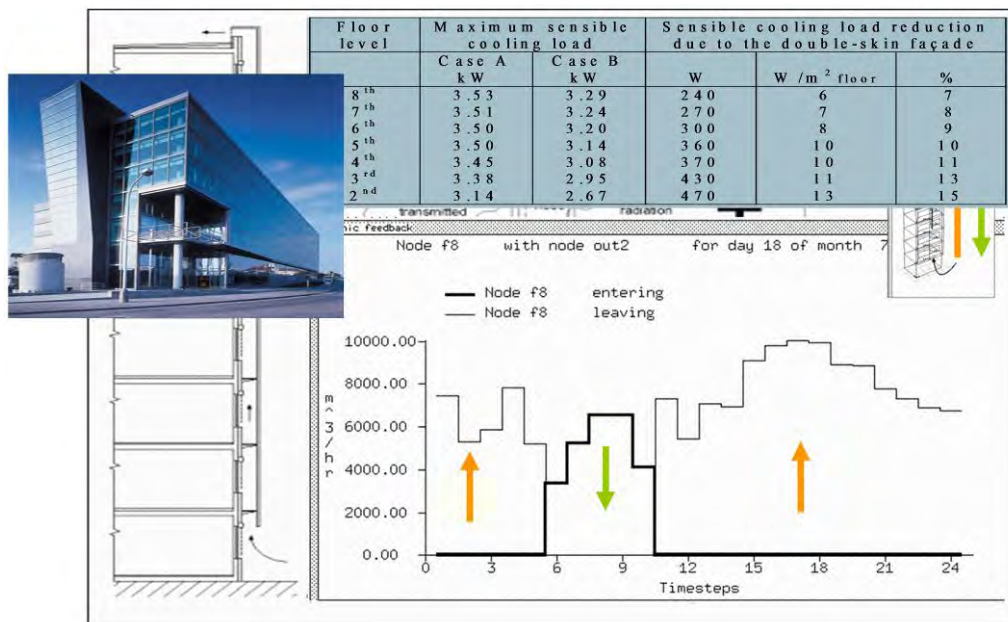 Floor level Maximum sensible cooling load Sensible cooling load reduction due to the double-skin façade
Case A kW Case B kW W W /m² floor %
8th 3.53 3.29 240 6 7
7th 3.51 3.24 270 7 8
6th 3.50 3.20 300 8 9
5th 3.50 3.14 360 10 10
4th 3.45 3.08 370 10 11
3rd 3.38 2.95 430 11 13
2nd 3.14 2.67 470 13 15
transmitted radiation
feedback
Node f8 with node out2 for day 18 of month 7
Node f8 entering
Node f8 leaving
10000.00
8000.00
6000.00
4000.00
2000.00
0.00
m^3/hr
0 3 6 9 12 15 18 21 24
Timesteps